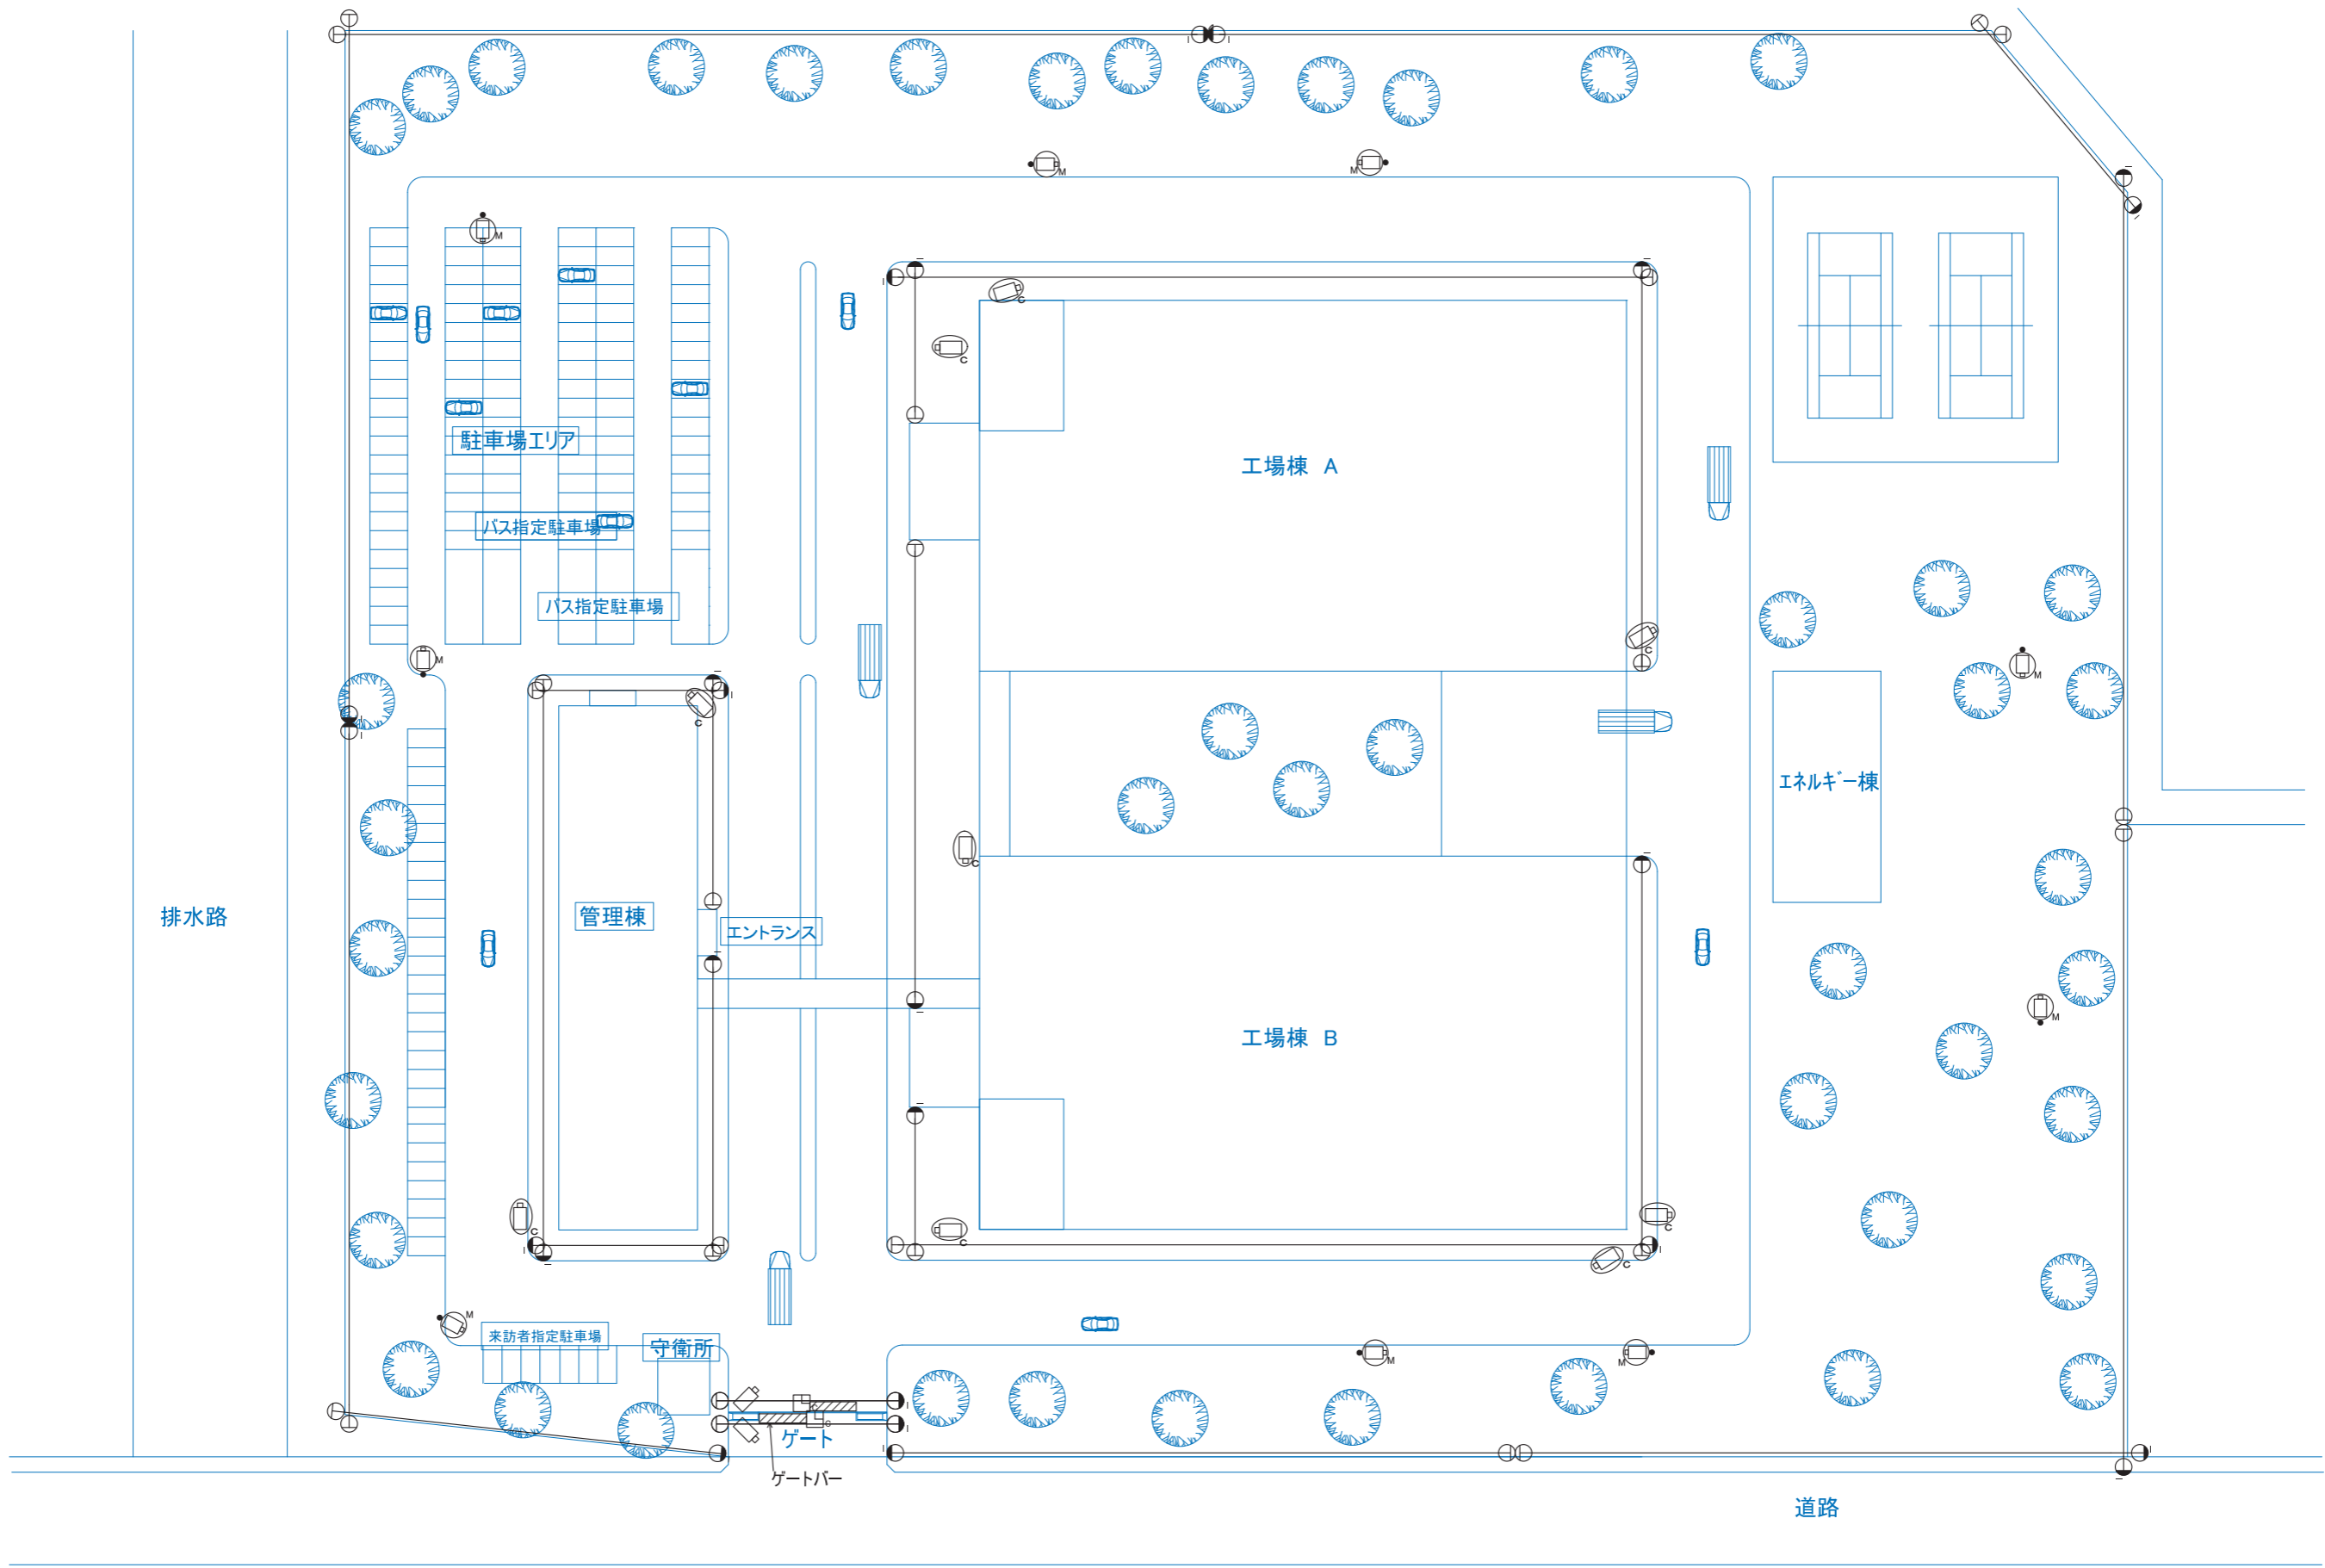 駐車場エリア
工場棟 A
バス指定駐車場
バス指定駐車場
エネルギー棟
排水路
管理棟
エントランス
工場棟 B
来訪者指定駐車場
守衛所
ゲート
ゲートバー
道路
M
M
M
M
M
M
M
M
M
C
C
C
C
C
C
C
C
C
C
C